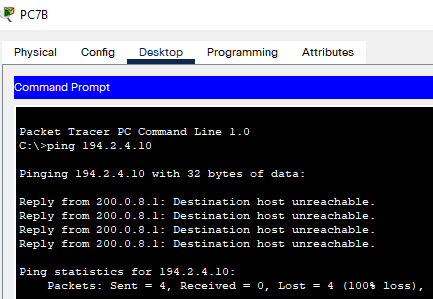 PC7B
Physical Config Desktop Programming Attributes
Command Prompt
Packet Tracer PC Command Line 1.0
C:\>ping 194.2.4.10
Pinging 194.2.4.10 with 32 bytes of data:
Reply from 200.0.8.1: Destination host unreachable.
Reply from 200.0.8.1: Destination host unreachable.
Reply from 200.0.8.1: Destination host unreachable.
Reply from 200.0.8.1: Destination host unreachable.
Ping statistics for 194.2.4.10:
Packets: Sent = 4, Received = 0, Lost = 4 (100% loss),